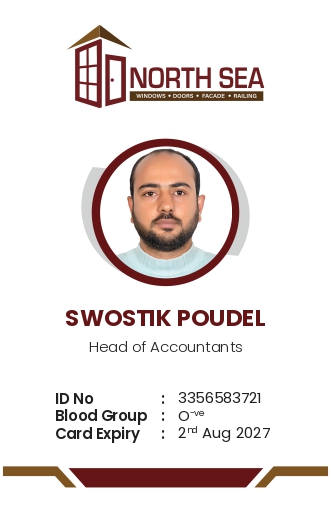 NORTH SEA
WINDOWS • DOORS • FACADE • RAILING
SWOSTIK POUDEL
Head of Accountants
ID No : 3356583721
Blood Group : O⁻ᵛᵉ
Card Expiry : 2ⁿᵈ Aug 2027